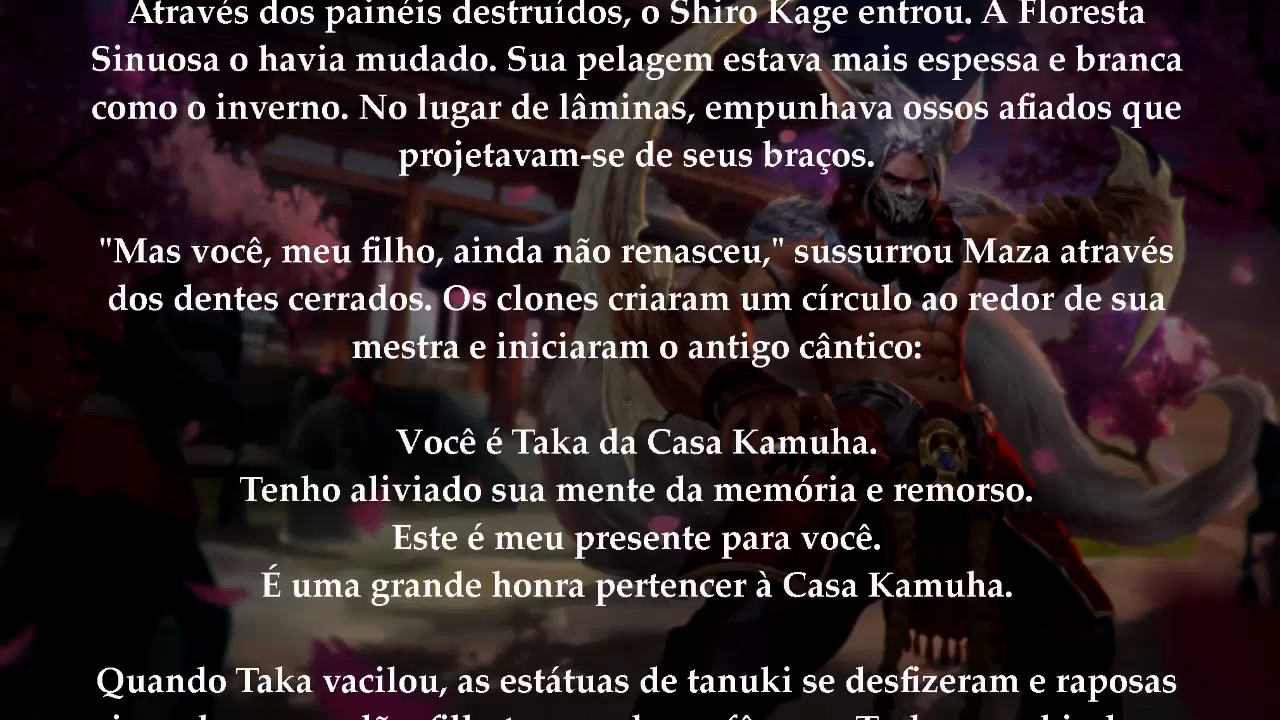 Através dos painéis destruídos, o Shiro Kage entrou. A Floresta
Sinuosa o havia mudado. Sua pelagem estava mais espessa e branca
como o inverno. No lugar de lâminas, empunhava ossos afiados que
projetavam-se de seus braços.
"Mas você, meu filho, ainda não renasceu," sussurrou Maza através
dos dentes cerrados. Os clones criaram um círculo ao redor de sua
mestra e iniciaram o antigo cântico:
Você é Taka da Casa Kamuha.
Tenho aliviado sua mente da memória e remorso.
Este é meu presente para você.
É uma grande honra pertencer à Casa Kamuha.
Quando Taka vacilou, as estátuas de tanuki se desfizeram e raposas